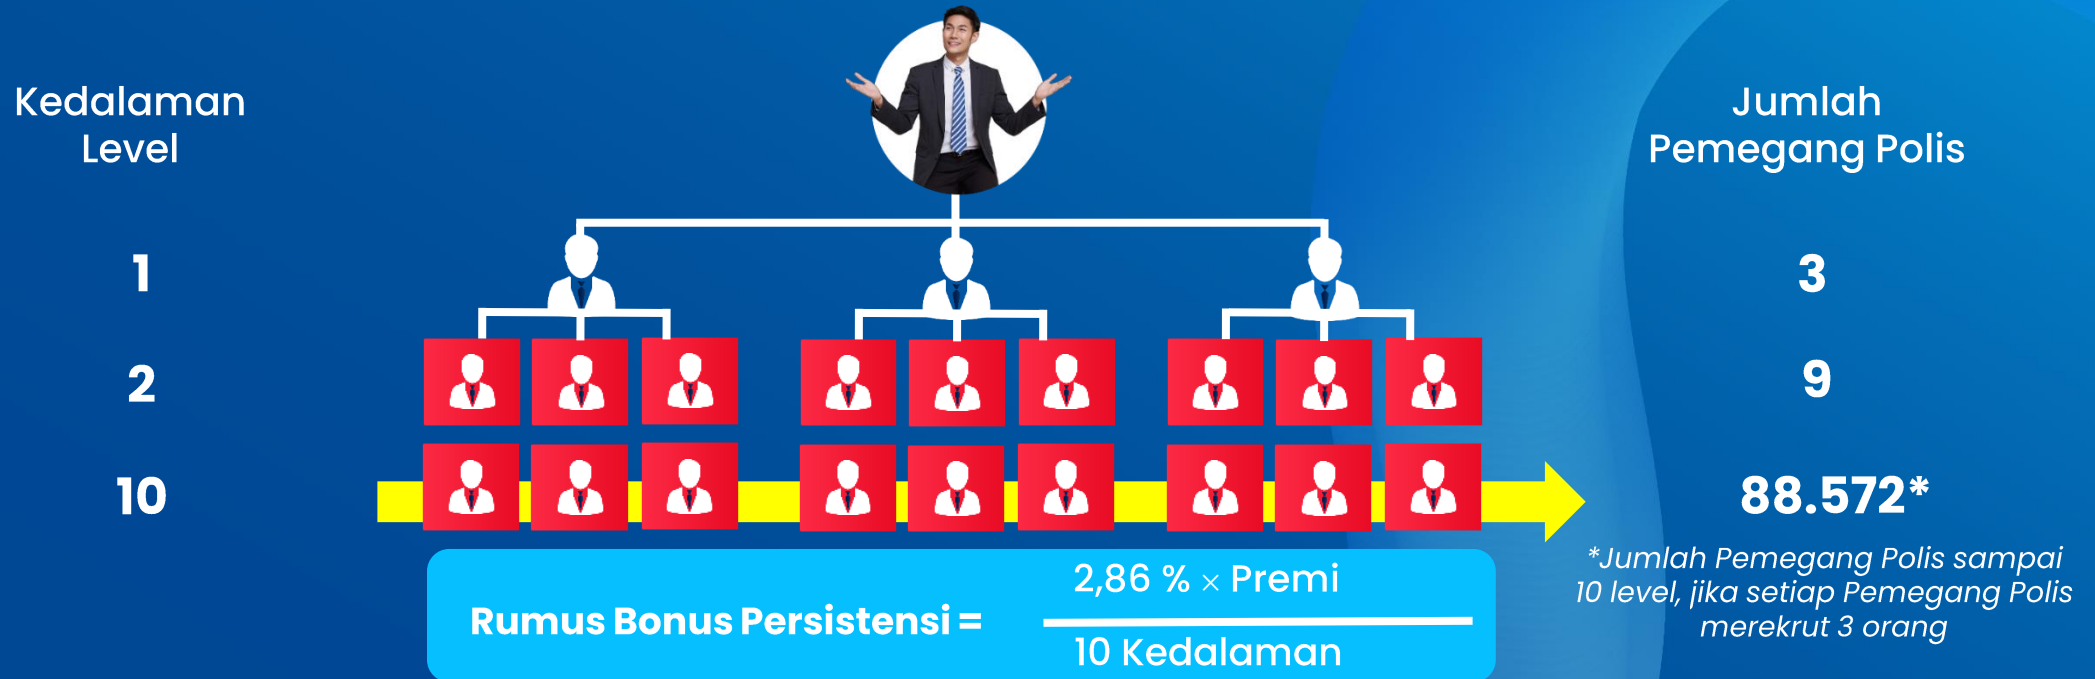 Kedalaman
Level
Jumlah
Pemegang Polis
1
3
2
9
10
88.572*
*Jumlah Pemegang Polis sampai
10 level, jika setiap Pemegang Polis
merekrut 3 orang
Rumus Bonus Persistensi =
2,86 % × Premi
10 Kedalaman